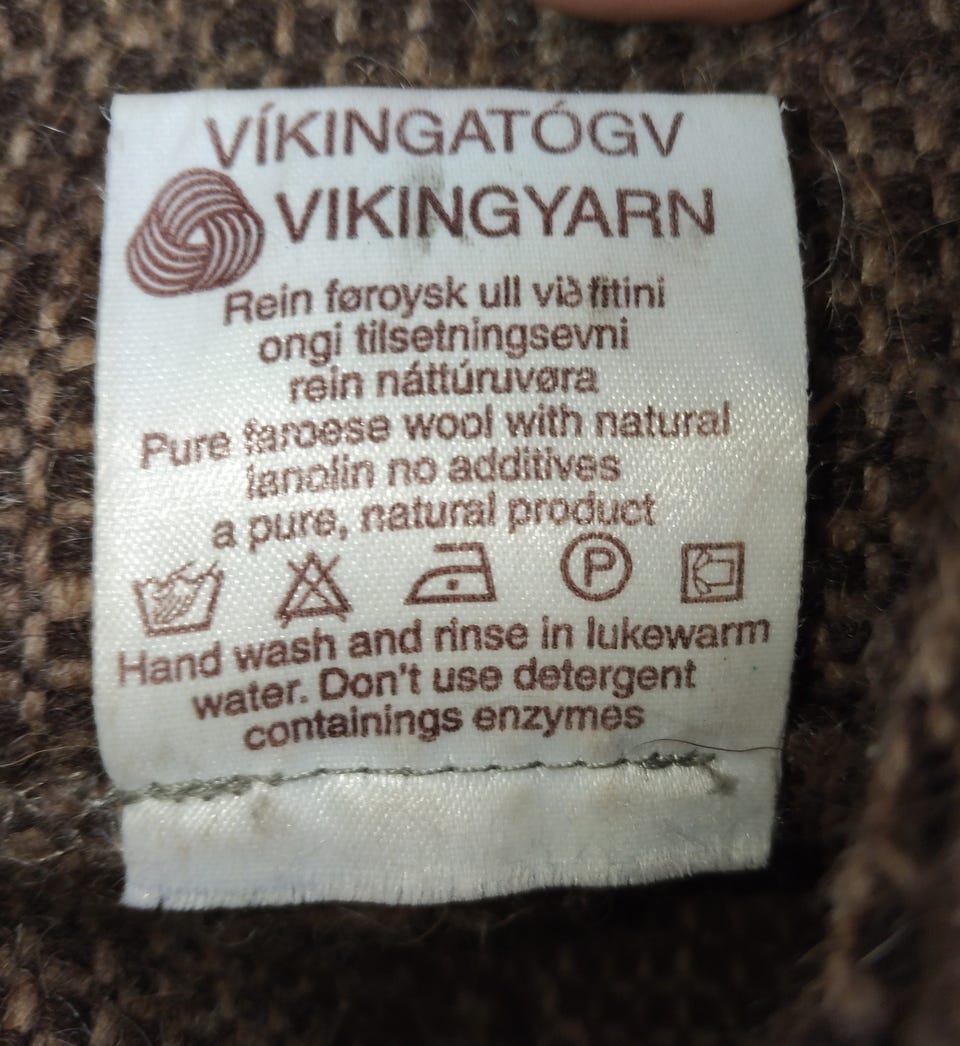 VÍKINGATÓGV
VIKINGYARN
Rein føroysk ull við fitini
ongi tilsetningsevni
rein náttúruvøra
Pure faroese wool with natural
lanolin no additives
a pure, natural product
P
Hand wash and rinse in lukewarm
water. Don't use detergent
containings enzymes